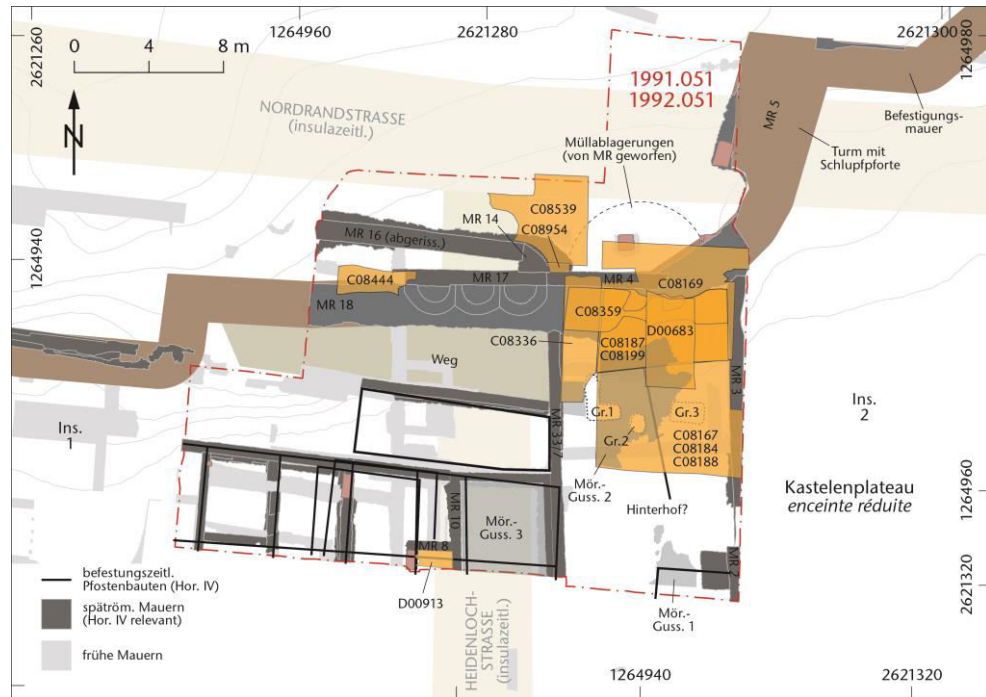 1264960
2621280
2621300
2621260
1264980
0 4 8 m
N
NORDRANDSTRASSE
(insulazeitl.)
1991.051
1992.051
MR 5
Befestigungs-
mauer
Turm mit
Schlupfpforte
Müllablagerungen
(von MR geworfen)
C08539
MR 14
C08954
MR 16 (abgeriss.)
1264940
C08444
MR 17
MR 4
C08169
MR 18
C08359
D00683
C08336
C08187
C08199
Weg
MR 3
Ins.
1
Ins.
2
Gr.1
Gr.2
Gr.3
MR 33/7
C08167
C08184
C08188
Mör.-
Guss. 2
Hinterhof?
Kastelenplateau
enceinte réduite
1264960
MR 10
Mör.-
Guss. 3
MR 8
MR 2
D00913
Mör.-
Guss. 1
befestungszeitl.
Pfostenbauten (Hor. IV)
spätröm. Mauern
(Hor. IV relevant)
frühe Mauern
HEIDENLOCH-
STRASSE
(insulazeitl.)
2621320
1264940
2621320